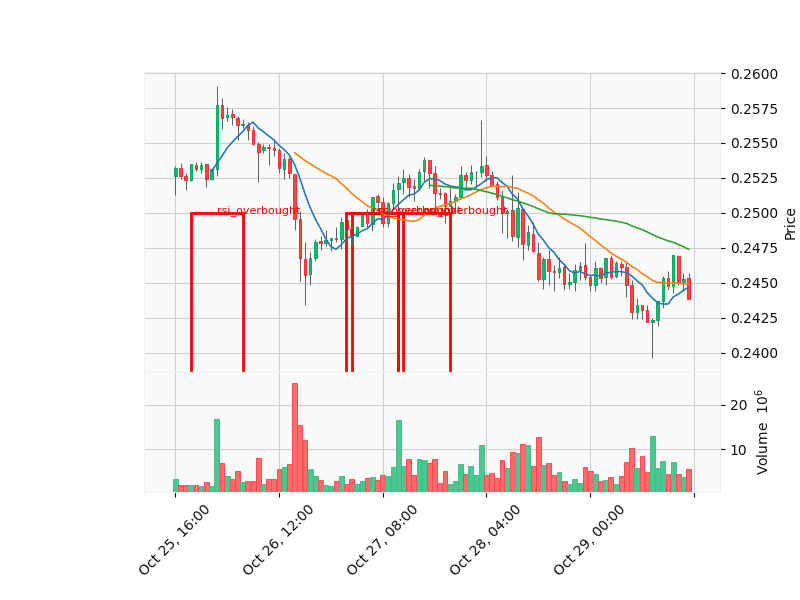 0.2600
0.2575
0.2550
0.2525
0.2500
0.2475
0.2450
0.2425
0.2400
Price
rsi_overbought
overbought
20
10
Volume 10^6
Oct 25, 16:00
Oct 26, 12:00
Oct 27, 08:00
Oct 28, 04:00
Oct 29, 00:00